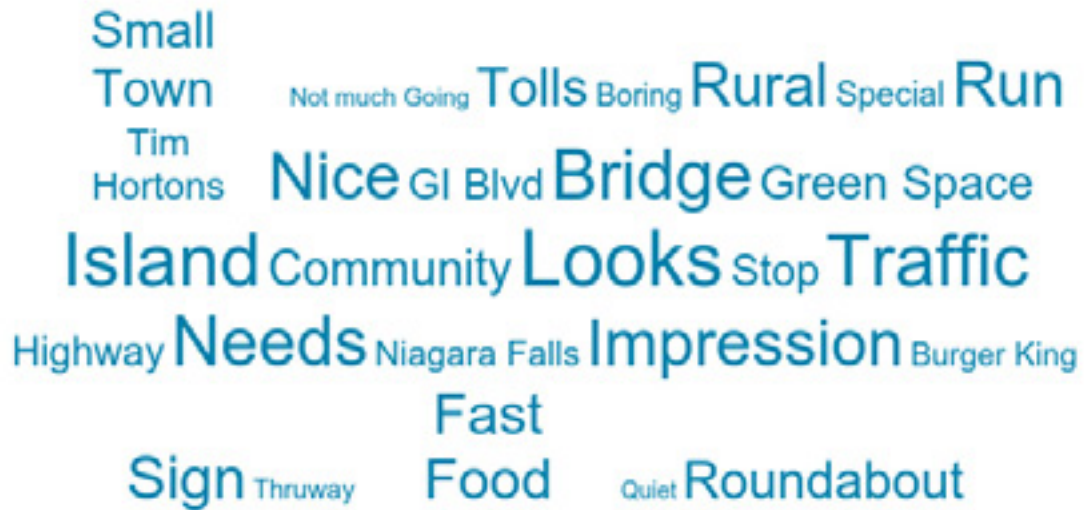 Small
Town Not much Going Tolls Boring Rural Special Run
Tim
Hortons Nice GI Blvd Bridge Green Space
Island Community Looks Stop Traffic
Highway Needs Niagara Falls Impression Burger King
Fast
Sign Thruway Food Quiet Roundabout